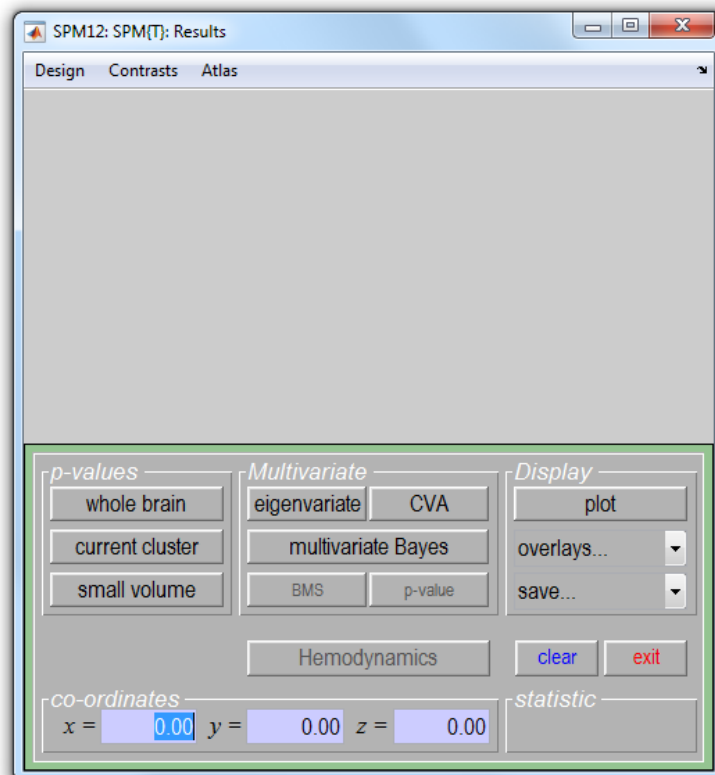 SPM12: SPM{T}: Results
Design Contrasts Atlas
p-values Multivariate Display
whole brain eigenvariate CVA plot
current cluster multivariate Bayes overlays...
small volume BMS p-value save...
Hemodynamics clear exit
co-ordinates statistic
x = 0.00 y = 0.00 z = 0.00